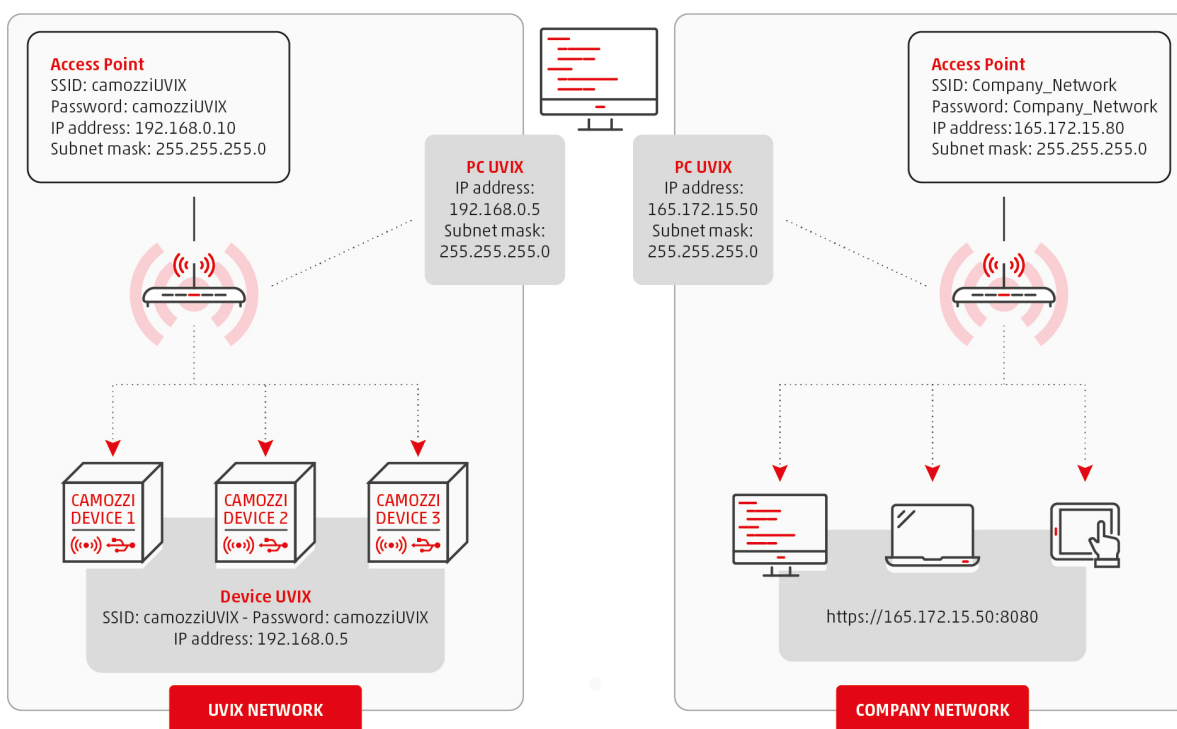 Access Point
SSID: camozziUVIX
Password: camozziUVIX
IP address: 192.168.0.10
Subnet mask: 255.255.255.0
PC UVIX
IP address:
192.168.0.5
Subnet mask:
255.255.255.0
PC UVIX
IP address:
165.172.15.50
Subnet mask:
255.255.255.0
Access Point
SSID: Company_Network
Password: Company_Network
IP address:165.172.15.80
Subnet mask: 255.255.255.0
CAMOZZI
DEVICE 1
CAMOZZI
DEVICE 2
CAMOZZI
DEVICE 3
Device UVIX
SSID: camozziUVIX - Password: camozziUVIX
IP address: 192.168.0.5
https://165.172.15.50:8080
UVIX NETWORK
COMPANY NETWORK